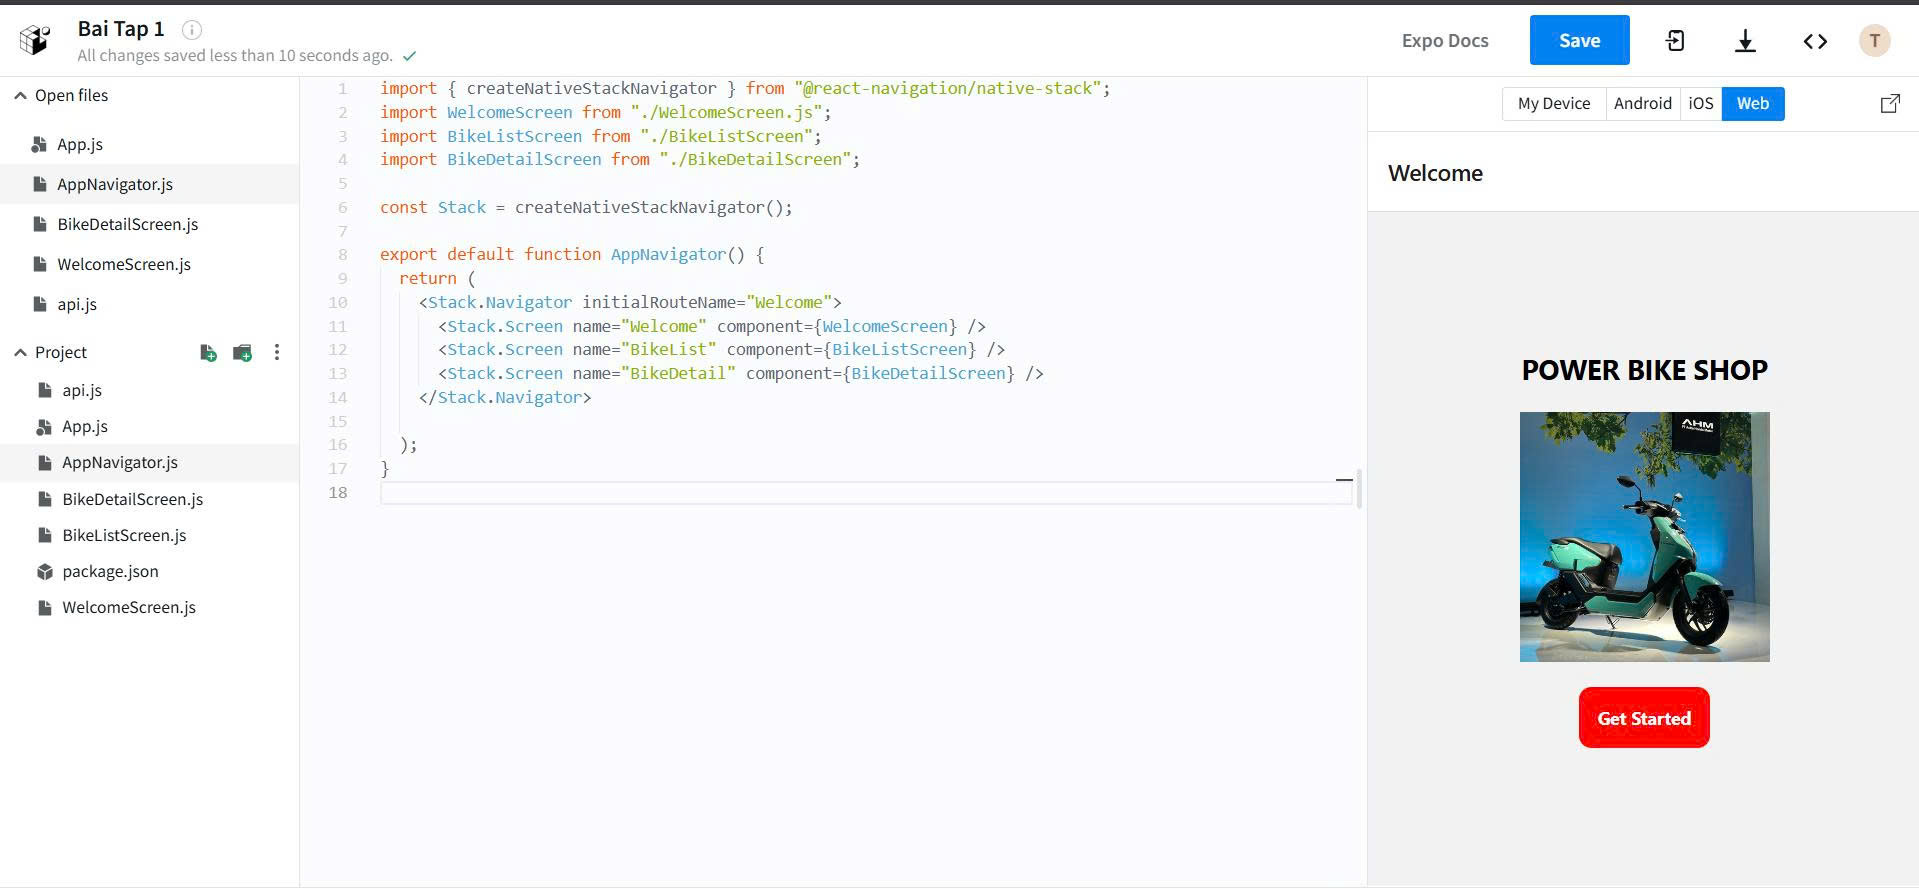 Bai Tap 1
All changes saved less than 10 seconds ago.
Expo Docs
Save
T
Open files
App.js
AppNavigator.js
BikeDetailScreen.js
WelcomeScreen.js
api.js
Project
api.js
App.js
AppNavigator.js
BikeDetailScreen.js
BikeListScreen.js
package.json
WelcomeScreen.js
1 import { createNativeStackNavigator } from "@react-navigation/native-stack";
2 import WelcomeScreen from "./WelcomeScreen.js";
3 import BikeListScreen from "./BikeListScreen";
4 import BikeDetailScreen from "./BikeDetailScreen";
5
6 const Stack = createNativeStackNavigator();
7
8 export default function AppNavigator() {
9 return (
10 <Stack.Navigator initialRouteName="Welcome">
11 <Stack.Screen name="Welcome" component={WelcomeScreen} />
12 <Stack.Screen name="BikeList" component={BikeListScreen} />
13 <Stack.Screen name="BikeDetail" component={BikeDetailScreen} />
14 </Stack.Navigator>
15
16 );
17 }
18
My Device Android iOS Web
Welcome
POWER BIKE SHOP
AHM
Get Started